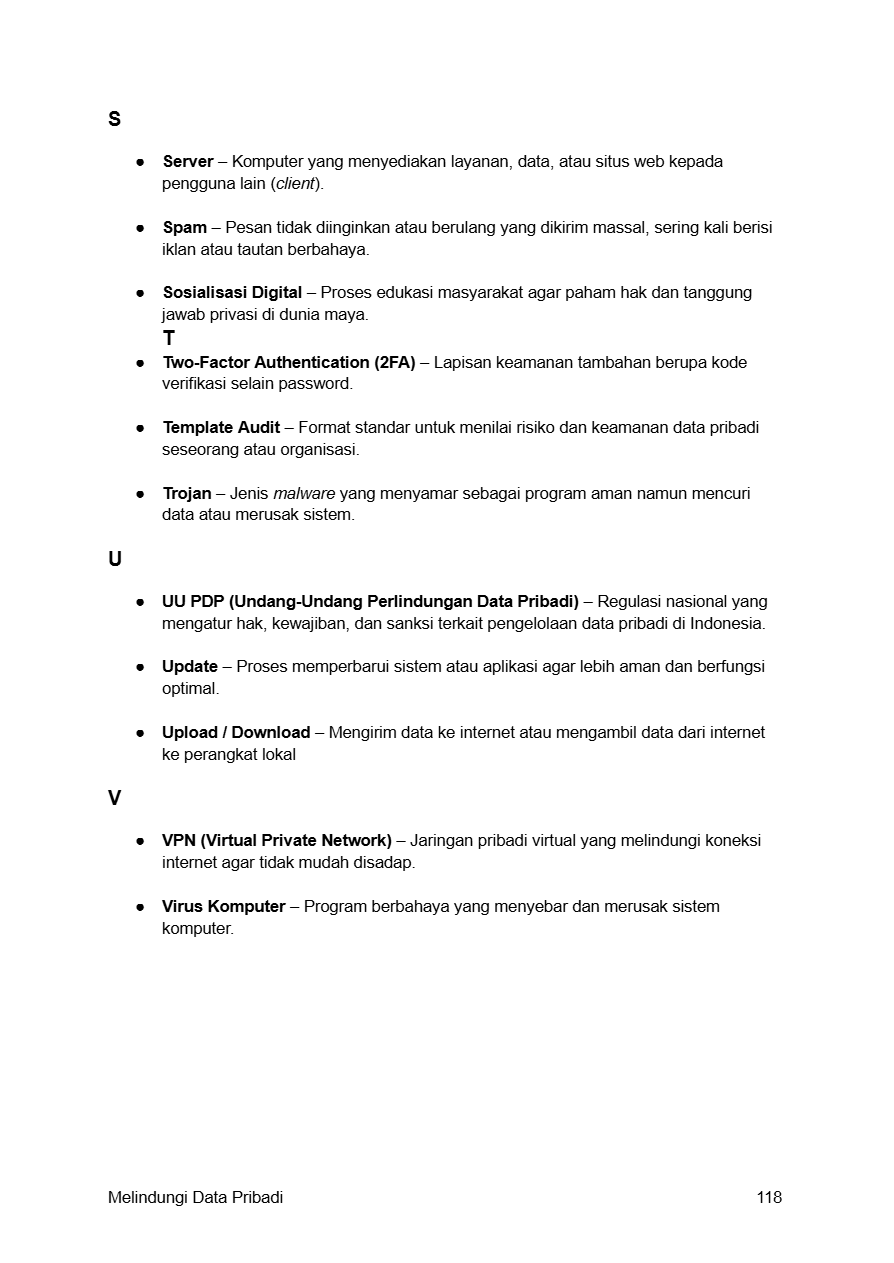 S
● Server – Komputer yang menyediakan layanan, data, atau situs web kepada
pengguna lain (client).
● Spam – Pesan tidak diinginkan atau berulang yang dikirim massal, sering kali berisi
iklan atau tautan berbahaya.
● Sosialisasi Digital – Proses edukasi masyarakat agar paham hak dan tanggung
jawab privasi di dunia maya.
T
● Two-Factor Authentication (2FA) – Lapisan keamanan tambahan berupa kode
verifikasi selain password.
● Template Audit – Format standar untuk menilai risiko dan keamanan data pribadi
seseorang atau organisasi.
● Trojan – Jenis malware yang menyamar sebagai program aman namun mencuri
data atau merusak sistem.
U
● UU PDP (Undang-Undang Perlindungan Data Pribadi) – Regulasi nasional yang
mengatur hak, kewajiban, dan sanksi terkait pengelolaan data pribadi di Indonesia.
● Update – Proses memperbarui sistem atau aplikasi agar lebih aman dan berfungsi
optimal.
● Upload / Download – Mengirim data ke internet atau mengambil data dari internet
ke perangkat lokal
V
● VPN (Virtual Private Network) – Jaringan pribadi virtual yang melindungi koneksi
internet agar tidak mudah disadap.
● Virus Komputer – Program berbahaya yang menyebar dan merusak sistem
komputer.
Melindungi Data Pribadi 118